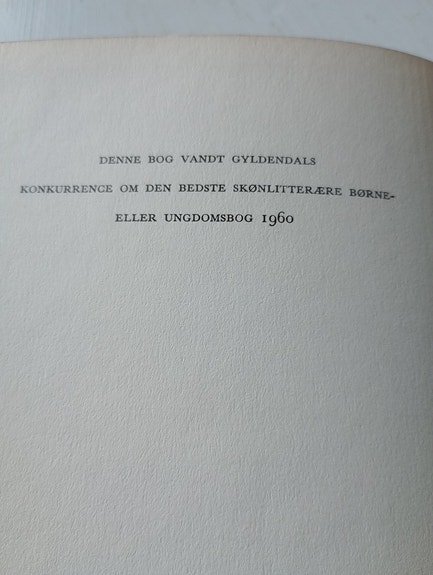 DENNE BOG VANDT GYLDENDALS
KONKURRENCE OM DEN BEDSTE SKØNLITTERÆRE BØRNE-
ELLER UNGDOMSBOG 1960